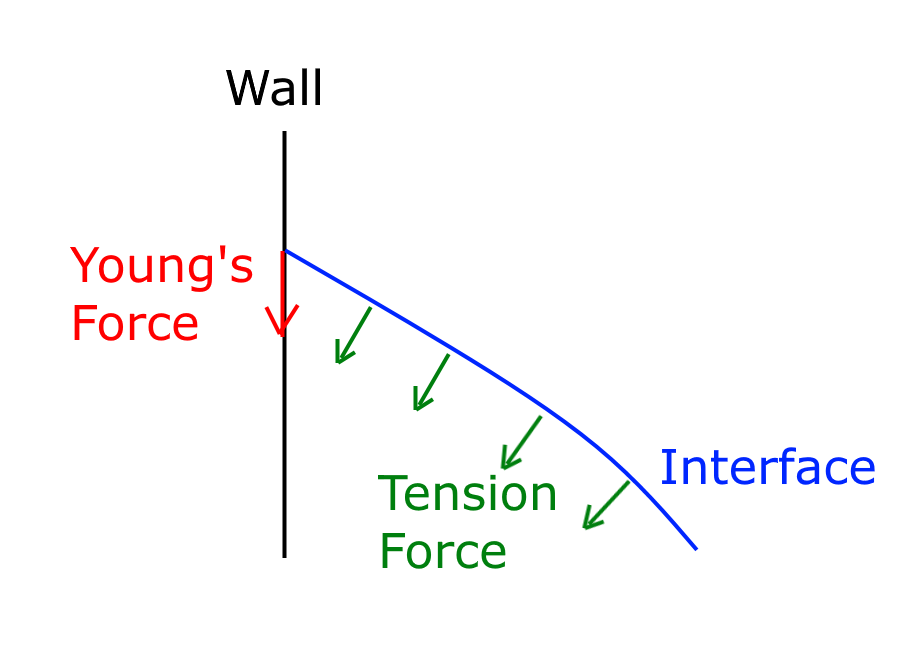 Wall
Young's
Force
Interface
Tension
Force